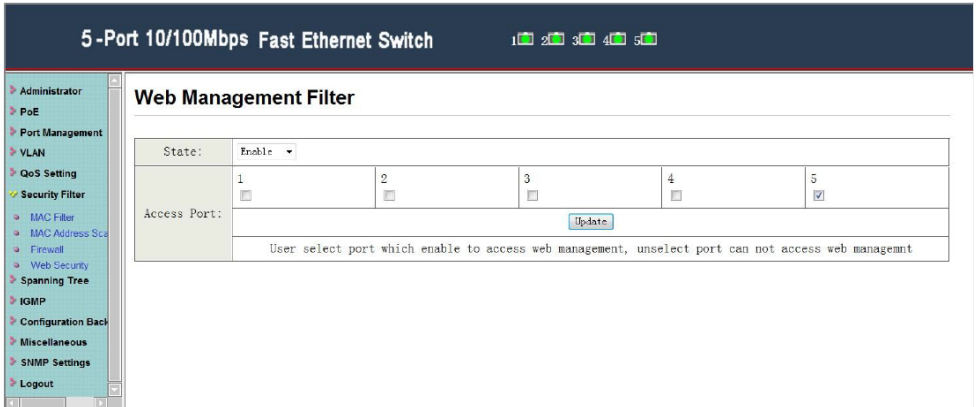 5-Port 10/100Mbps Fast Ethernet Switch 1 2 3 4 5
Administrator
PoE
Port Management
VLAN
QoS Setting
Security Filter
MAC Filter
MAC Address Sca
Firewall
Web Security
Spanning Tree
IGMP
Configuration Back
Miscellaneous
SNMP Settings
Logout
Web Management Filter
State: Enable
Access Port:
1 2 3 4 5
Update
User select port which enable to access web management, unselect port can not access web managemnt